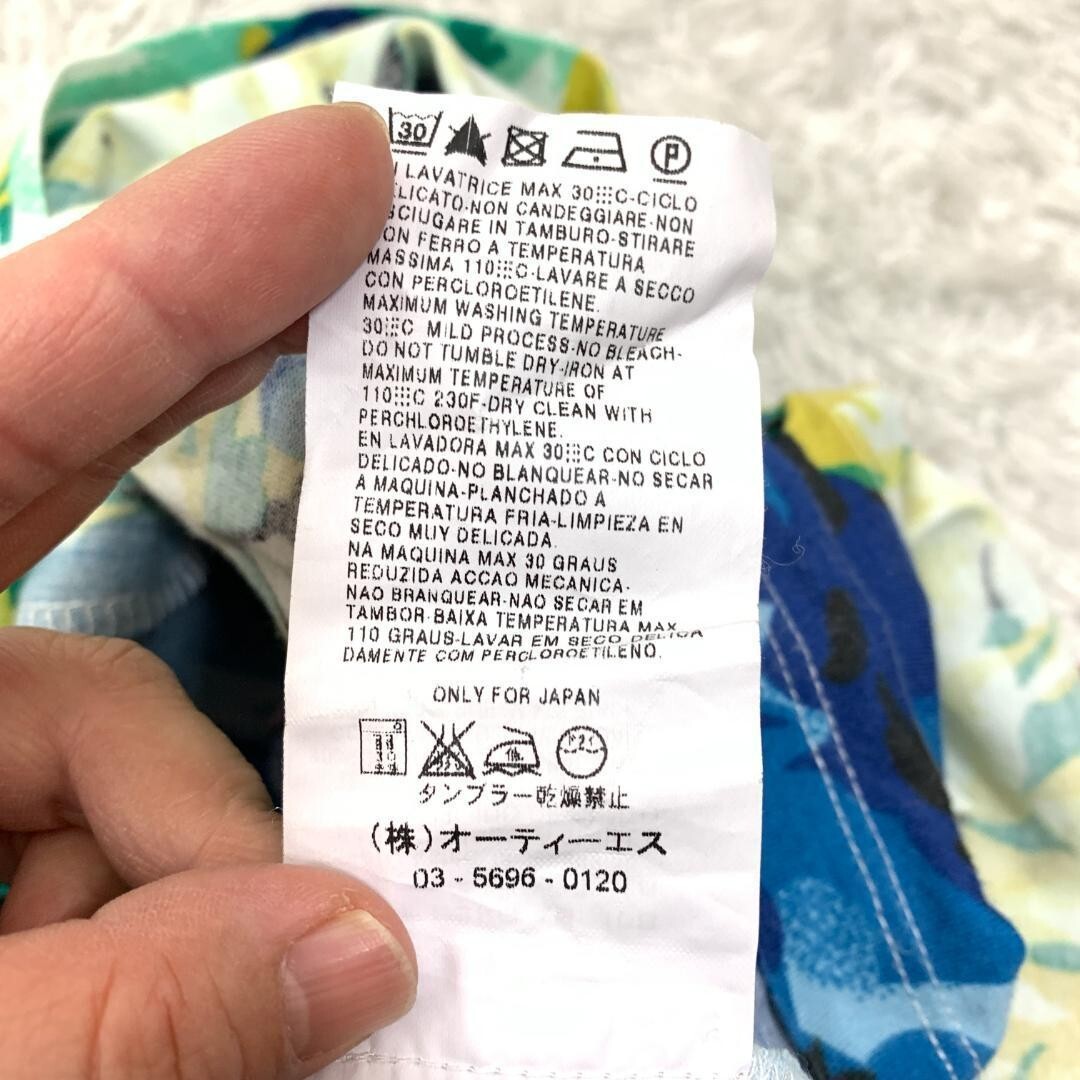 30 P
LAVATRICE MAX 30°C-CICLO
LICATO-NON CANDEGGIARE-NON
SCIUGARE IN TAMBURO-STIRARE
ON FERRO A TEMPERATURA
MASSIMA 110°C-LAVARE A SECCO
CON PERCLOROETILENE.
MAXIMUM WASHING TEMPERATURE
30°C MILD PROCESS-NO BLEACH-
DO NOT TUMBLE DRY-IRON AT
MAXIMUM TEMPERATURE OF
110°C 230F-DRY CLEAN WITH
PERCHLOROETHYLENE.
EN LAVADORA MAX 30°C CON CICLO
DELICADO-NO BLANQUEAR-NO SECAR
A MAQUINA-PLANCHADO A
TEMPERATURA FRIA-LIMPIEZA EN
SECO MUY DELICADA.
NA MAQUINA MAX 30 GRAUS
REDUZIDA ACCAO MECANICA-
NAO BRANQUEAR-NAO SECAR EM
TAMBOR-BAIXA TEMPERATURA MAX
110 GRAUS-LAVAR EM SECO DELICA
DAMENTE COM PERCLOROETILENO.
ONLY FOR JAPAN
低
タンブラー乾燥禁止
(株)オーティーエス
03-5696-0120